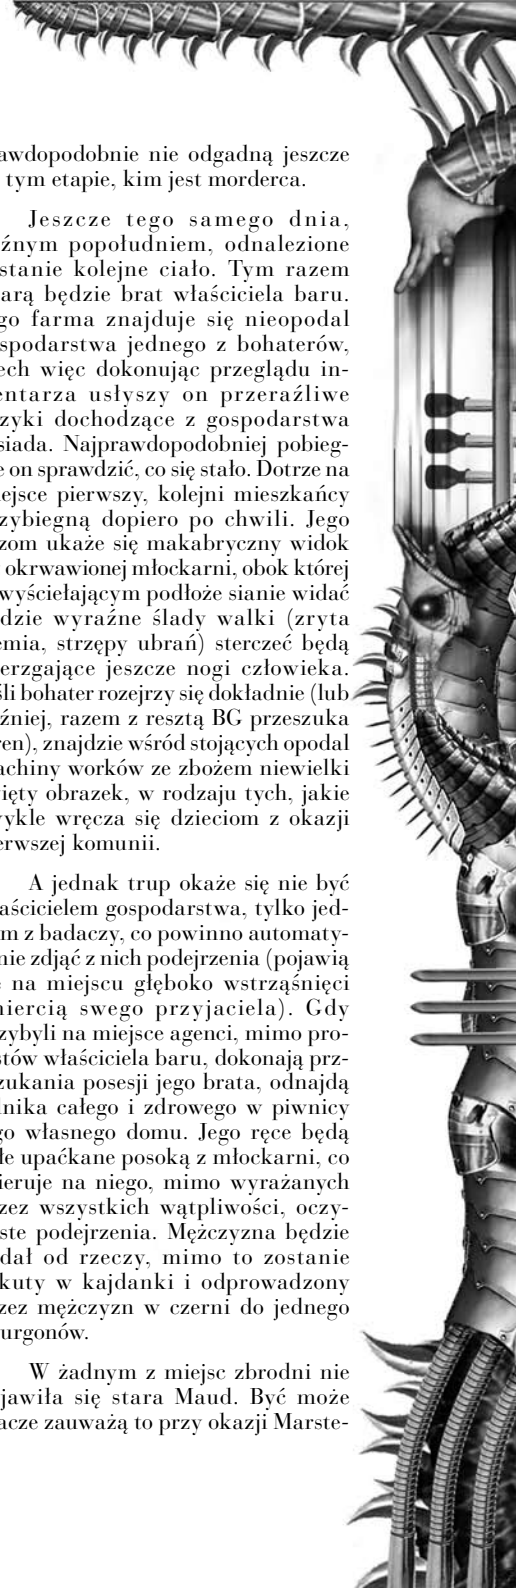 awdopodobnie nie odgadną jeszcze
tym etapie, kim jest morderca.
Jeszcze tego samego dnia,
źnym popołudniem, odnalezione
stanie kolejne ciało. Tym razem
arą będzie brat właściciela baru.
go farma znajduje się nieopodal
spodarstwa jednego z bohaterów,
ech więc dokonując przeglądu in-
entarza usłyszy on przeraźliwe
zyki dochodzące z gospodarstwa
siada. Najprawdopodobniej pobieg-
e on sprawdzić, co się stało. Dotrze na
ejsce pierwszy, kolejni mieszkańcy
zybiegną dopiero po chwili. Jego
zom ukaże się makabryczny widok
okrwawionej młockarni, obok której
wyściełającym podłoże sianie widać
dzie wyraźne ślady walki (zryta
emia, strzępy ubrań) sterczeć będą
erzgające jeszcze nogi człowieka.
śli bohater rozejrzy się dokładnie (lub
źniej, razem z resztą BG przeszuka
ren), znajdzie wśród stojących opodal
achiny worków ze zbożem niewielki
ięty obrazek, w rodzaju tych, jakie
wykle wręcza się dzieciom z okazji
erwszej komunii.
A jednak trup okaże się nie być
aścicielem gospodarstwa, tylko jed-
m z badaczy, co powinno automaty-
nie zdjąć z nich podejrzenia (pojawią
ę na miejscu głęboko wstrząśnięci
niercią swego przyjaciela). Gdy
zybyli na miejsce agenci, mimo pro-
stów właściciela baru, dokonają prz-
zukania posesji jego brata, odnajdą
lnika całego i zdrowego w piwnicy
go własnego domu. Jego ręce będą
łe upaćkane posoką z młockarni, co
ieruje na niego, mimo wyrażanych
zez wszystkich wątpliwości, oczy-
ste podejrzenia. Mężczyzna będzie
dał od rzeczy, mimo to zostanie
kuty w kajdanki i odprowadzony
zez mężczyzn w czerni do jednego
urgonów.
W żadnym z miejsc zbrodni nie
jawiła się stara Maud. Być może
acze zauważą to przy okazji Marste-